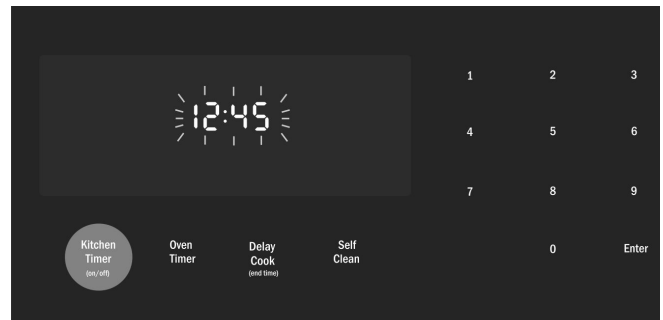 12:45
1 2 3
4 5 6
7 8 9
Kitchen Timer (on/off)
Oven Timer
Delay Cook (end time)
Self Clean
0 Enter